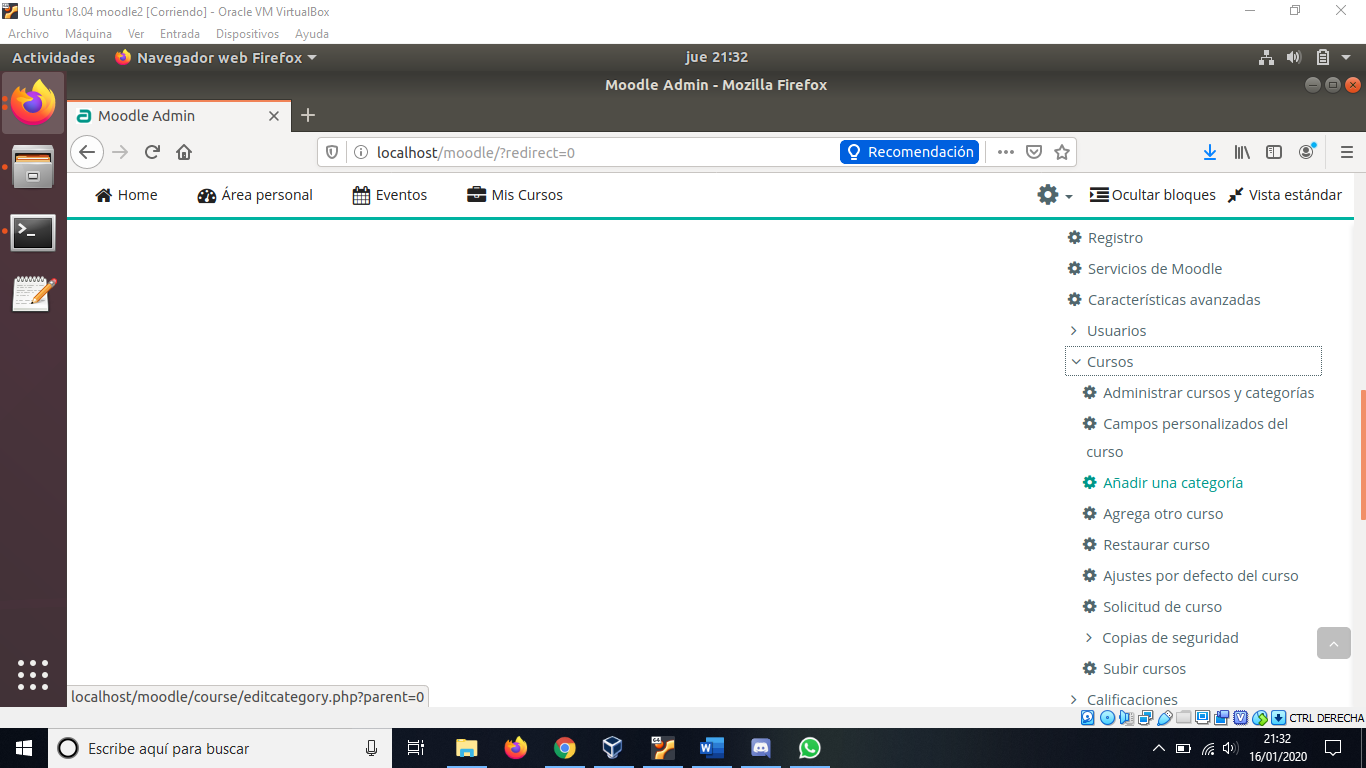 Ubuntu 18.04 moodle2 [Corriendo] - Oracle VM VirtualBox
Archivo Máquina Ver Entrada Dispositivos Ayuda
Actividades Navegador web Firefox jue 21:32
Moodle Admin - Mozilla Firefox
Moodle Admin
localhost/moodle/?redirect=0 Recomendación
Home Área personal Eventos Mis Cursos Ocultar bloques Vista estándar
Registro
Servicios de Moodle
Características avanzadas
Usuarios
Cursos
Administrar cursos y categorías
Campos personalizados del
curso
Añadir una categoría
Agrega otro curso
Restaurar curso
Ajustes por defecto del curso
Solicitud de curso
Copias de seguridad
Subir cursos
Calificaciones
localhost/moodle/course/editcategory.php?parent=0
CTRL DERECHA
Escribe aquí para buscar
21:32
16/01/2020